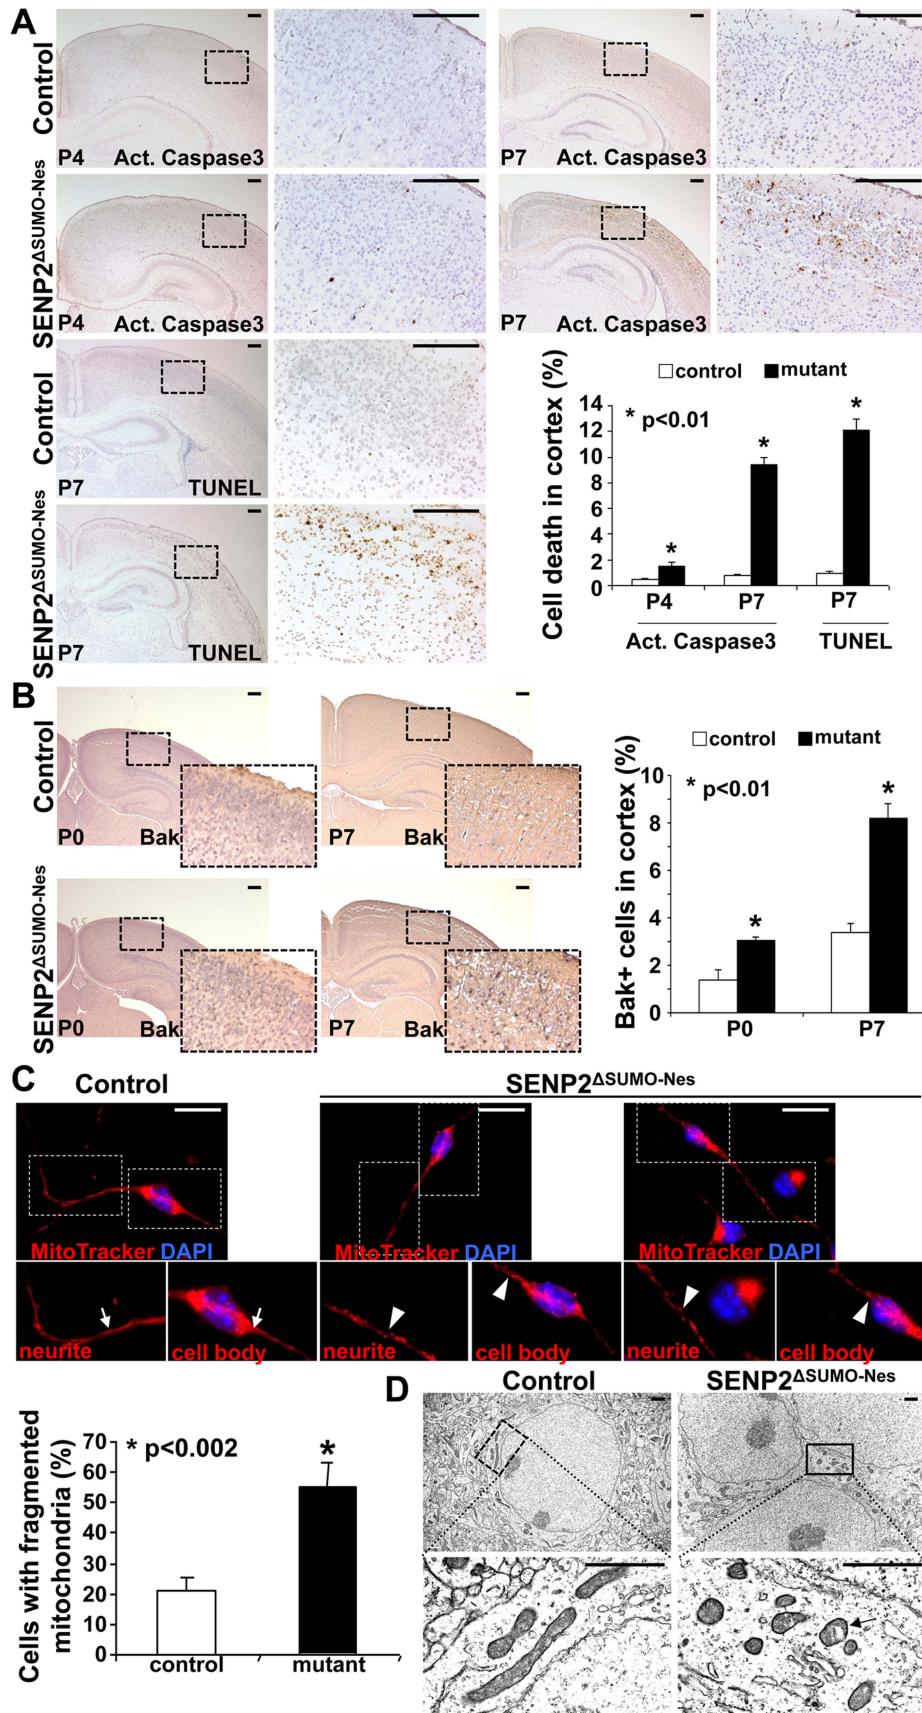 A
Control
P4 Act. Caspase3
P7 Act. Caspase3
SENP2ΔSUMO-Nes
P4 Act. Caspase3
P7 Act. Caspase3
Control
P7 TUNEL
SENP2ΔSUMO-Nes
P7 TUNEL
control mutant
* p<0.01
Cell death in cortex (%)
14
12
10
8
6
4
2
0
* * *
P4 P7 P7
Act. Caspase3 TUNEL
B
Control
P0 Bak
P7 Bak
SENP2ΔSUMO-Nes
P0 Bak
P7 Bak
control mutant
* p<0.01
Bak+ cells in cortex (%)
10
8
6
4
2
0
* *
P0 P7
C
Control SENP2ΔSUMO-Nes
MitoTracker DAPI MitoTracker DAPI MitoTracker DAPI
neurite cell body neurite cell body neurite cell body
* p<0.002
Cells with fragmented
mitochondria (%)
70
60
50
40
30
20
10
0
*
control mutant
D
Control SENP2ΔSUMO-Nes